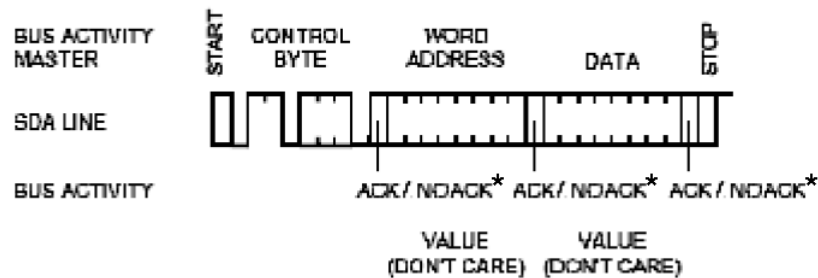 BUS ACTIVITY
MASTER
START
CONTROL
BYTE
WORD
ADDRESS
DATA
STOP
SDA LINE
BUS ACTIVITY
ACK / NOACK* ACK / NOACK* ACK / NOACK*
VALUE
(DON'T CARE)
VALUE
(DON'T CARE)